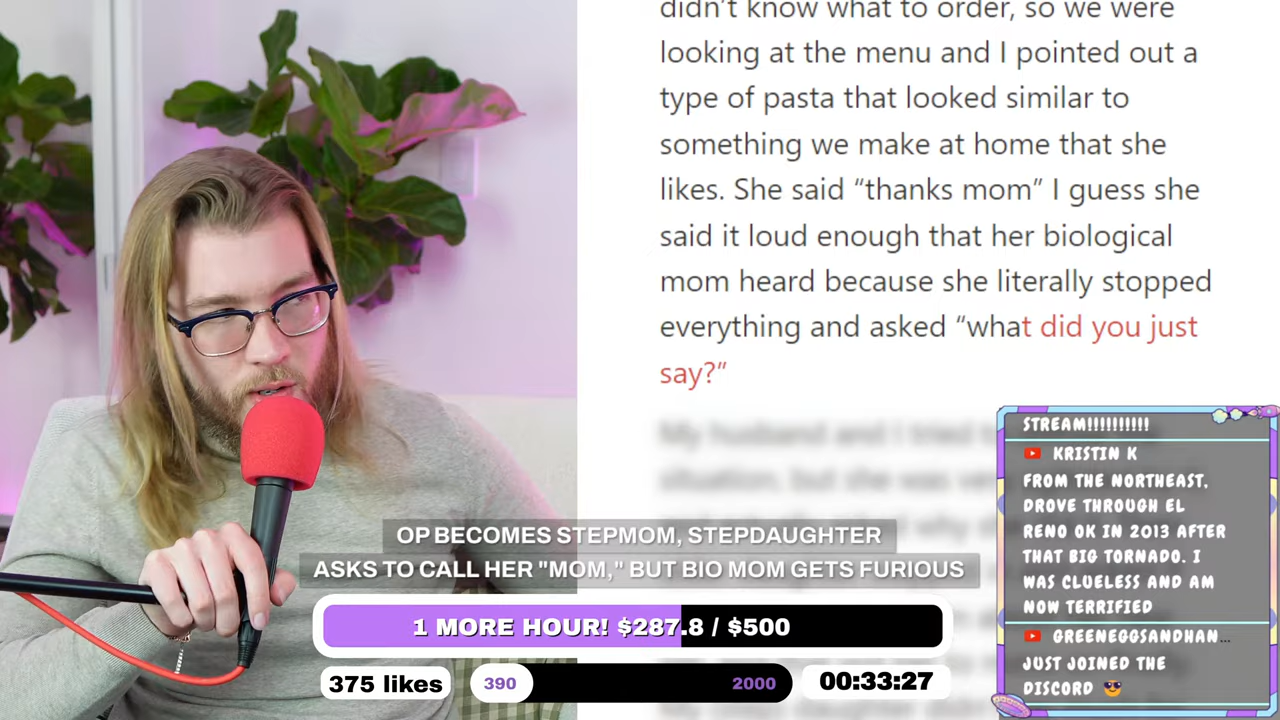 didn't know what to order, so we were
looking at the menu and I pointed out a
type of pasta that looked similar to
something we make at home that she
likes. She said “thanks mom” I guess she
said it loud enough that her biological
mom heard because she literally stopped
everything and asked “what did you just
say?”
OP BECOMES STEPMOM, STEPDAUGHTER
ASKS TO CALL HER "MOM," BUT BIO MOM GETS FURIOUS
1 MORE HOUR! $287.8 / $500
375 likes
390
2000
00:33:27
STREAM!!!!!!!!!!
KRISTIN K
FROM THE NORTHEAST.
DROVE THROUGH EL
RENO OK IN 2013 AFTER
THAT BIG TORNADO. I
WAS CLUELESS AND AM
NOW TERRIFIED
GREENEGGSANDHAN...
JUST JOINED THE
DISCORD 😎